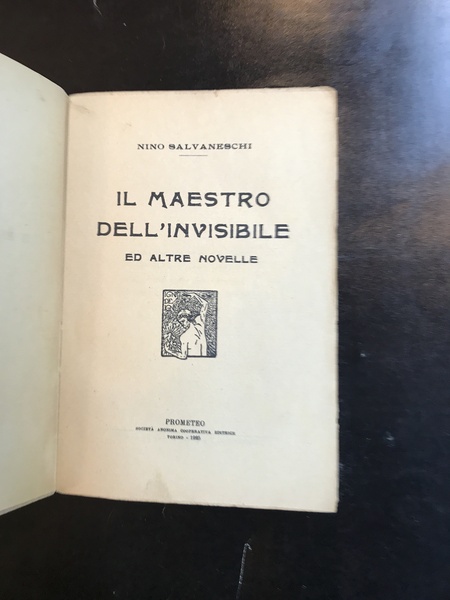 NINO SALVANESCHI
IL MAESTRO
DELL'INVISIBILE
ED ALTRE NOVELLE
PROMETEO
SOCIETÀ ANONIMA COOPERATIVA EDITRICE
TORINO